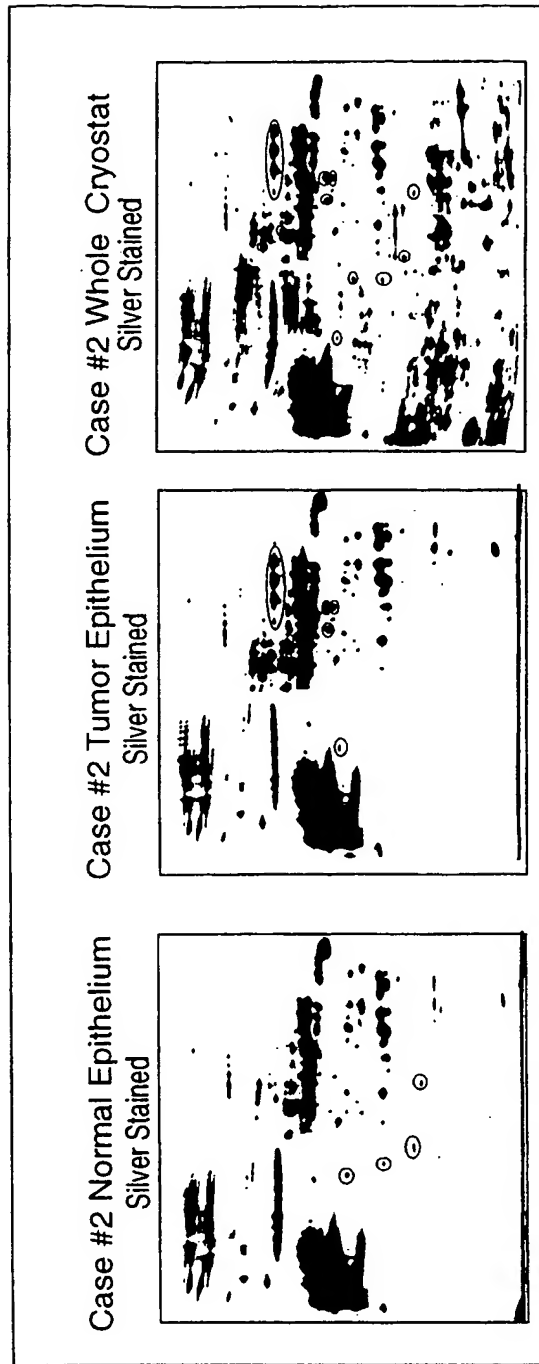 Case #2 Normal Epithelium
Silver Stained
Case #2 Tumor Epithelium
Silver Stained
Case #2 Whole Cryostat
Silver Stained